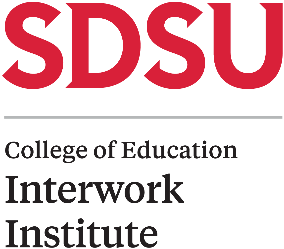 SDSU
College of Education
Interwork
Institute